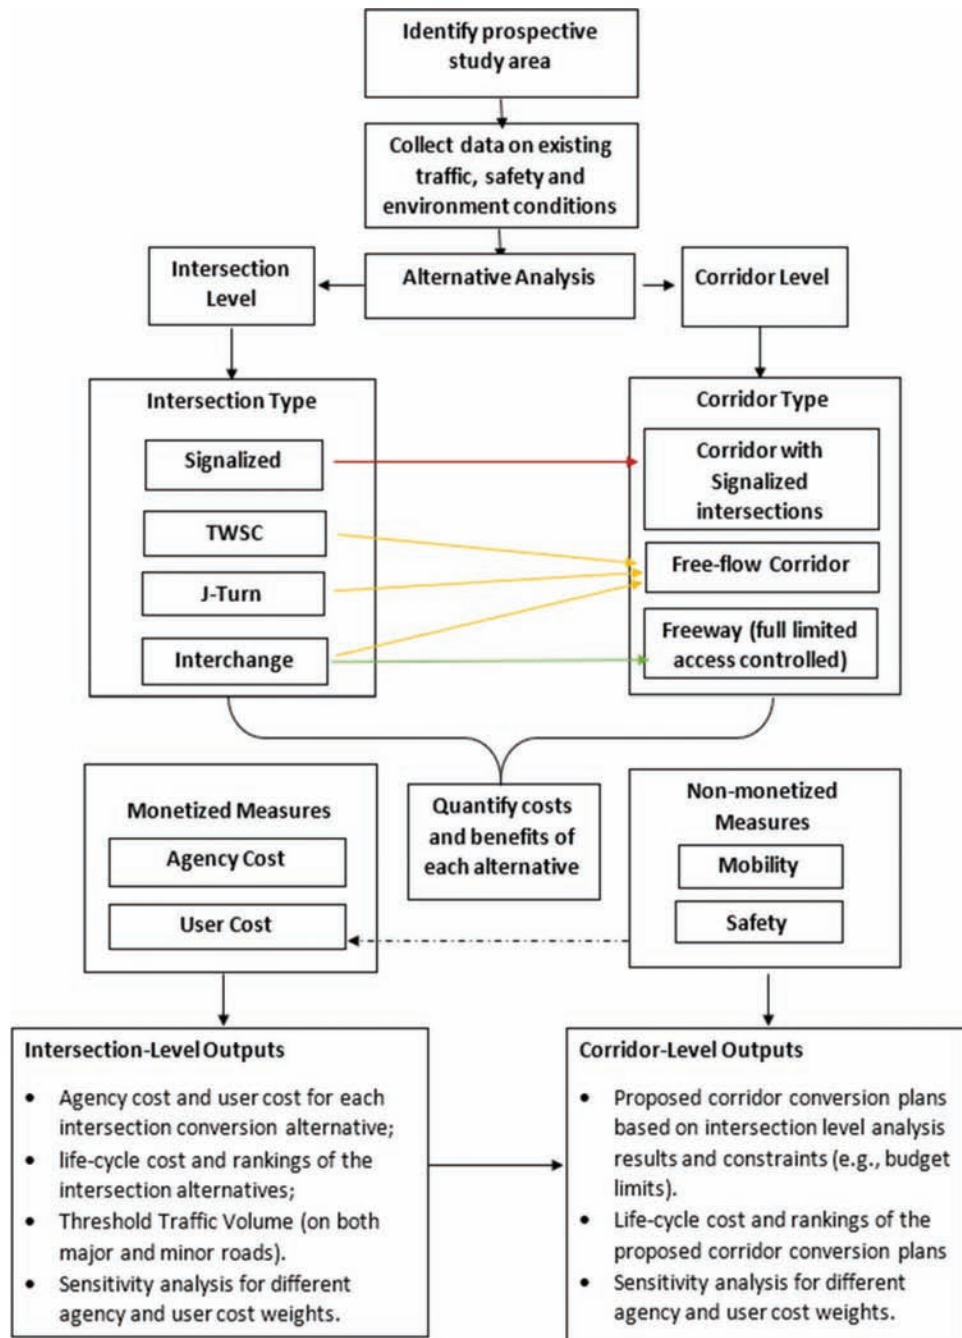 Identify prospective
study area
Collect data on existing
traffic, safety and
environment conditions
Intersection
Level
Alternative Analysis
Corridor Level
Intersection Type
Signalized
TWSC
J-Turn
Interchange
Corridor Type
Corridor with
Signalized
intersections
Free-flow Corridor
Freeway (full limited
access controlled)
Monetized Measures
Agency Cost
User Cost
Quantify costs
and benefits of
each alternative
Non-monetized
Measures
Mobility
Safety
Intersection-Level Outputs
• Agency cost and user cost for each
intersection conversion alternative;
• life-cycle cost and rankings of the
intersection alternatives;
• Threshold Traffic Volume (on both
major and minor roads).
• Sensitivity analysis for different
agency and user cost weights.
Corridor-Level Outputs
• Proposed corridor conversion plans
based on intersection level analysis
results and constraints (e.g., budget
limits).
• Life-cycle cost and rankings of the
proposed corridor conversion plans
• Sensitivity analysis for different
agency and user cost weights.